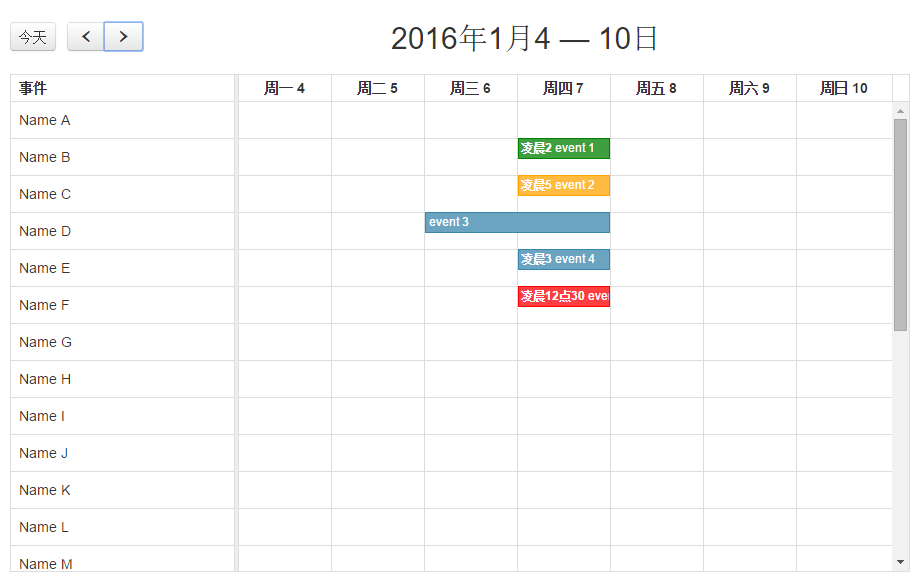 今天 2016年1月4 — 10日
事件 周一 4 周二 5 周三 6 周四 7 周五 8 周六 9 周日 10
Name A
Name B 凌晨2 event 1
Name C 凌晨5 event 2
Name D event 3
Name E 凌晨3 event 4
Name F 凌晨12点30 eve
Name G
Name H
Name I
Name J
Name K
Name L
Name M